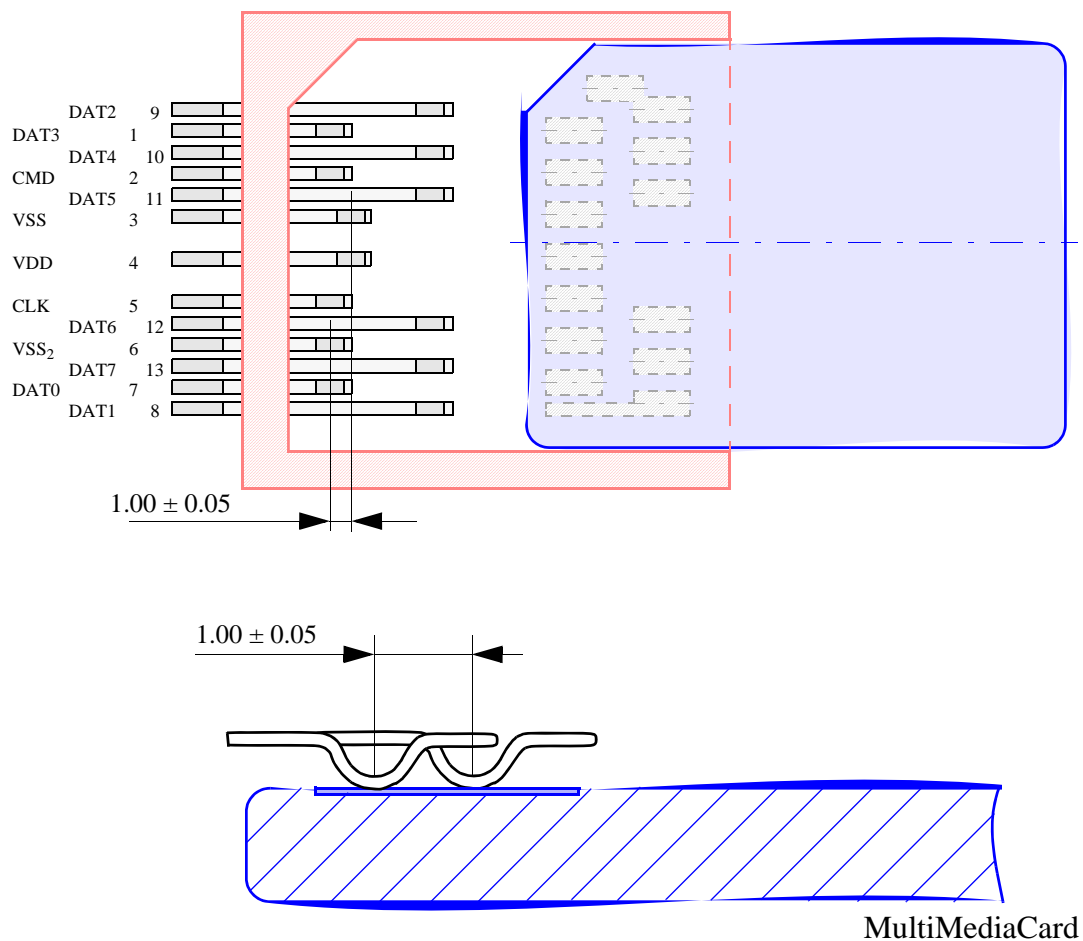 DAT2 9
DAT3 1
DAT4 10
CMD 2
DAT5 11
VSS 3
VDD 4
CLK 5
DAT6 12
VSS₂ 6
DAT7 13
DAT0 7
DAT1 8
1.00 ± 0.05
1.00 ± 0.05
MultiMediaCard